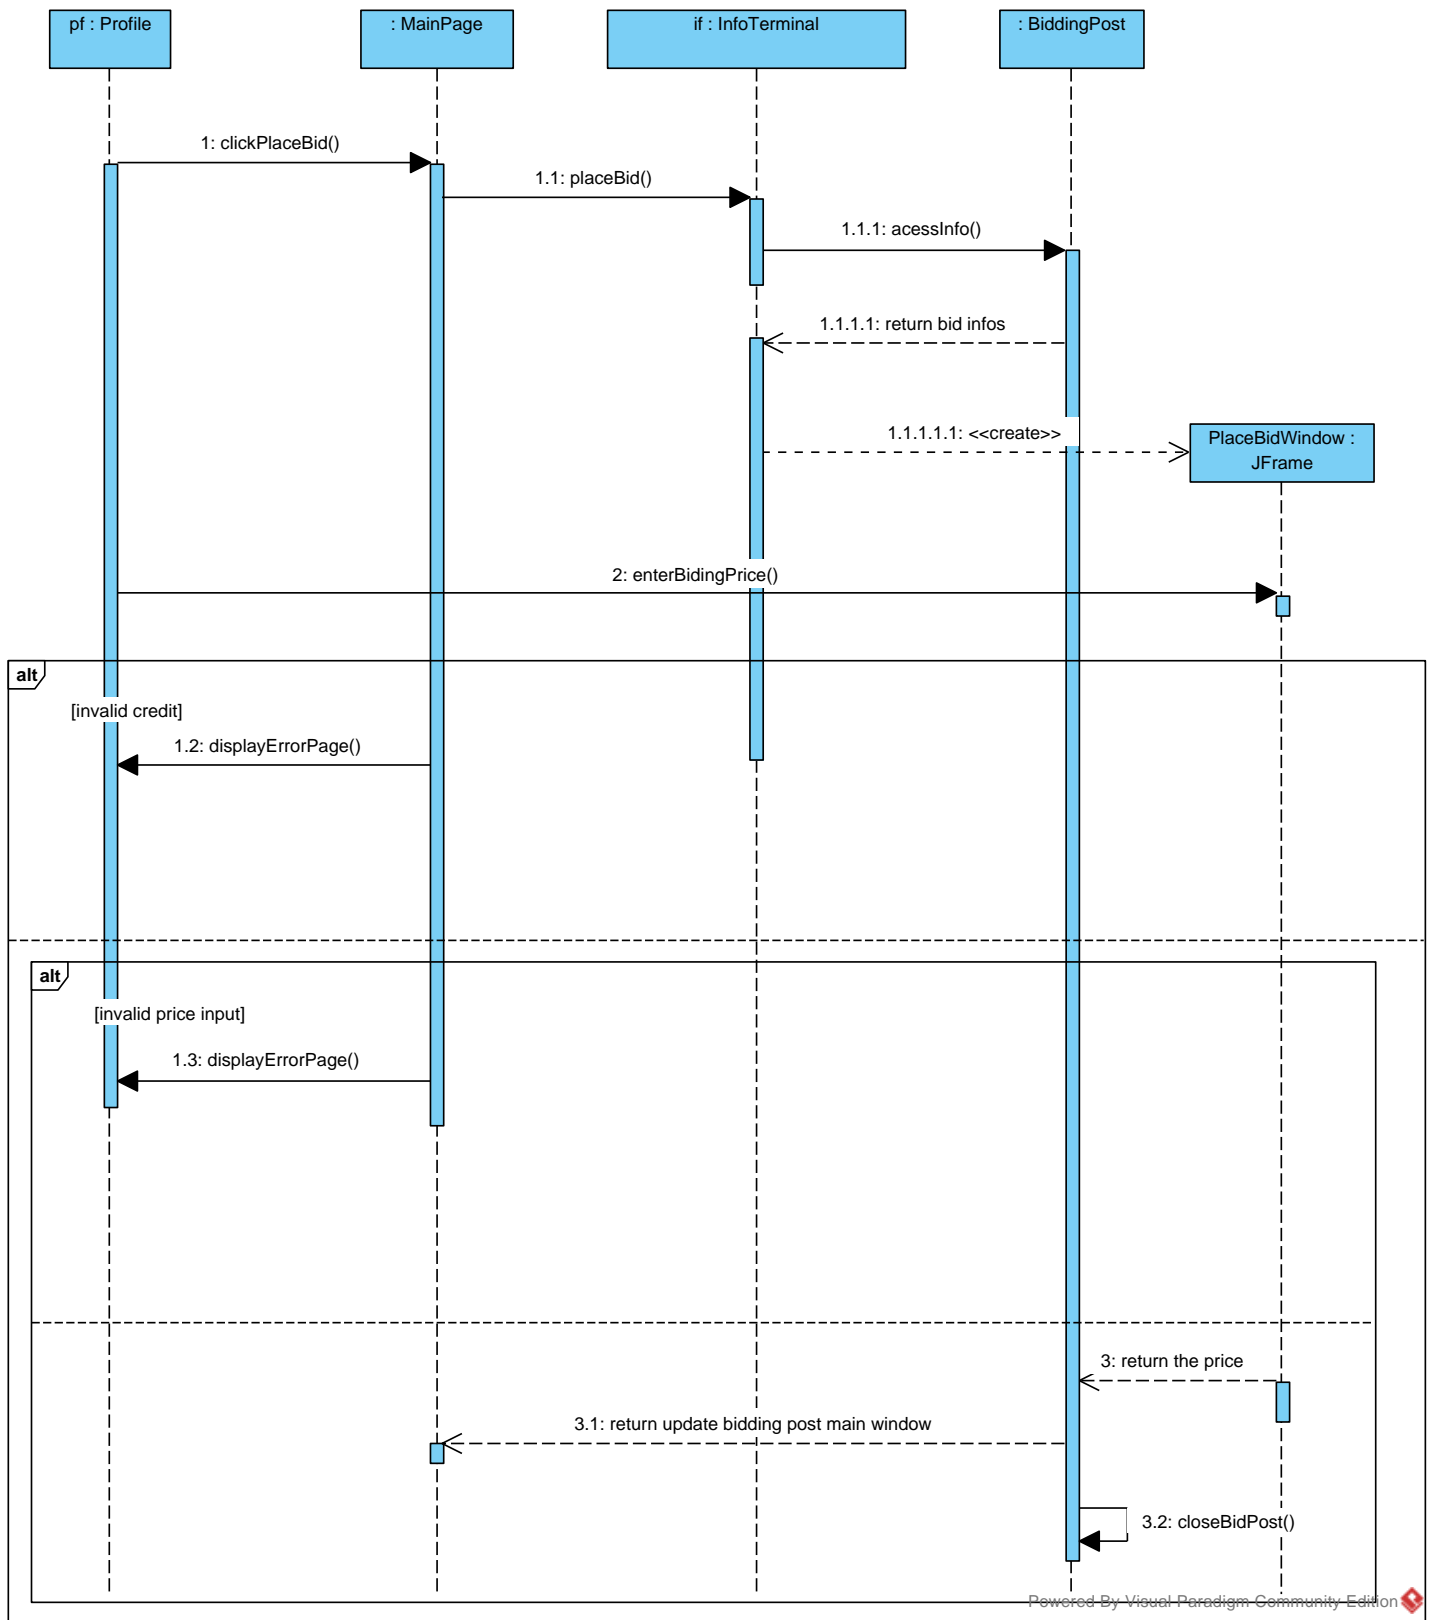 pf : Profile
: MainPage
if : InfoTerminal
: BiddingPost
1: clickPlaceBid()
1.1: placeBid()
1.1.1: acessInfo()
1.1.1.1: return bid infos
1.1.1.1.1: <<create>>
PlaceBidWindow :
JFrame
2: enterBidingPrice()
alt
[invalid credit]
1.2: displayErrorPage()
alt
[invalid price input]
1.3: displayErrorPage()
3: return the price
3.1: return update bidding post main window
3.2: closeBidPost()
Powered By Visual Paradigm Community Edition